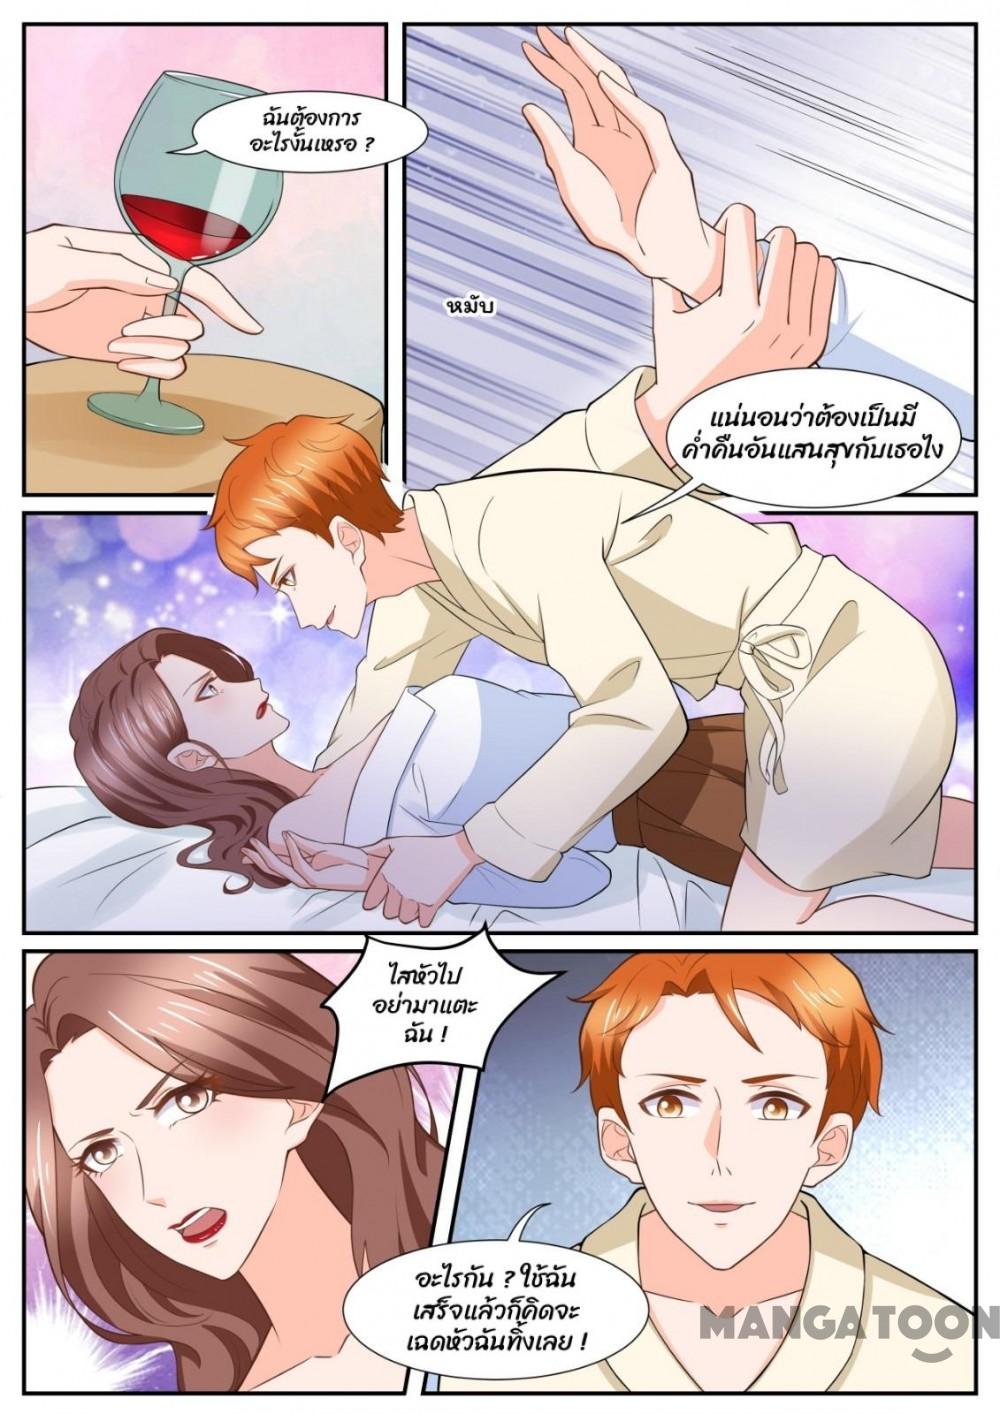 ฉันต้องการ
อะไรงั้นเหรอ ?
หมับ
แน่นอนว่าต้องเป็นมี
ค่ำคืนอันแสนสุขกับเธอไง
ไสหัวไป
อย่ามาแตะ
ฉัน !
อะไรกัน ? ใช้ฉัน
เสร็จแล้วก็คิดจะ
เฉดหัวฉันทิ้งเลย !
MANGATOON